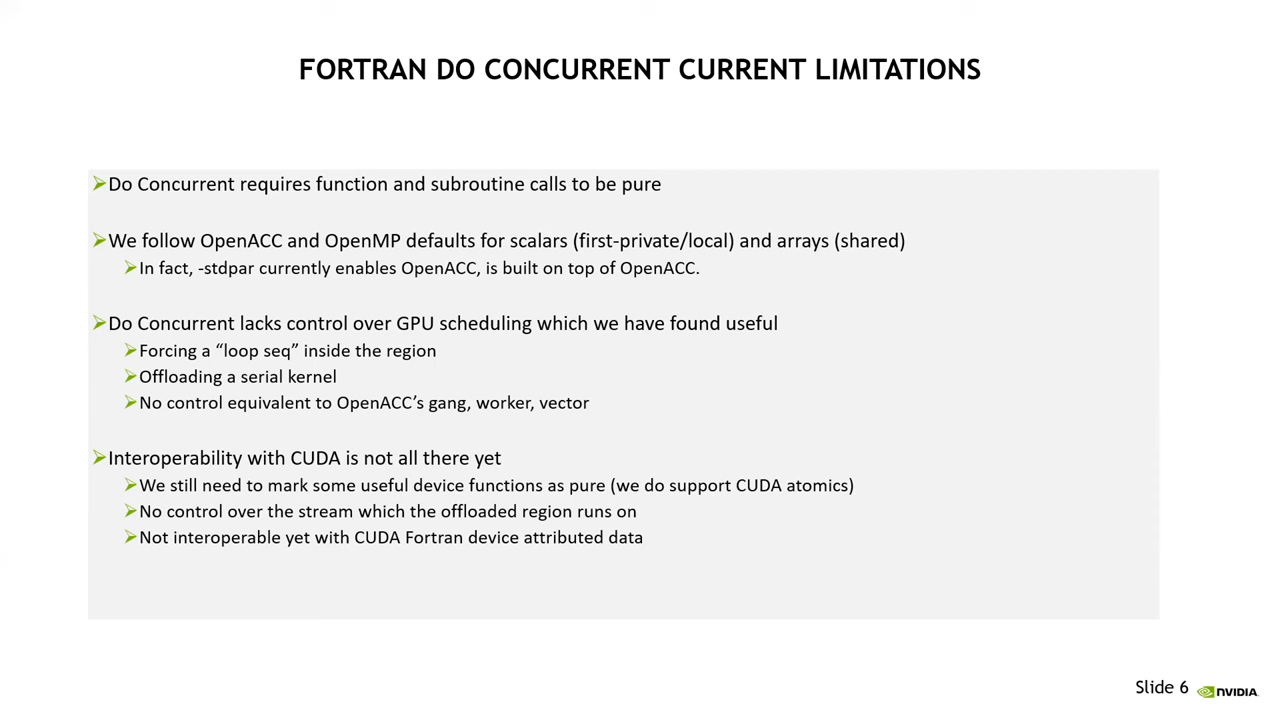 FORTRAN DO CONCURRENT CURRENT LIMITATIONS
Do Concurrent requires function and subroutine calls to be pure
We follow OpenACC and OpenMP defaults for scalars (first-private/local) and arrays (shared)
In fact, -stdpar currently enables OpenACC, is built on top of OpenACC.
Do Concurrent lacks control over GPU scheduling which we have found useful
Forcing a “loop seq” inside the region
Offloading a serial kernel
No control equivalent to OpenACC’s gang, worker, vector
Interoperability with CUDA is not all there yet
We still need to mark some useful device functions as pure (we do support CUDA atomics)
No control over the stream which the offloaded region runs on
Not interoperable yet with CUDA Fortran device attributed data
Slide 6 NVIDIA.